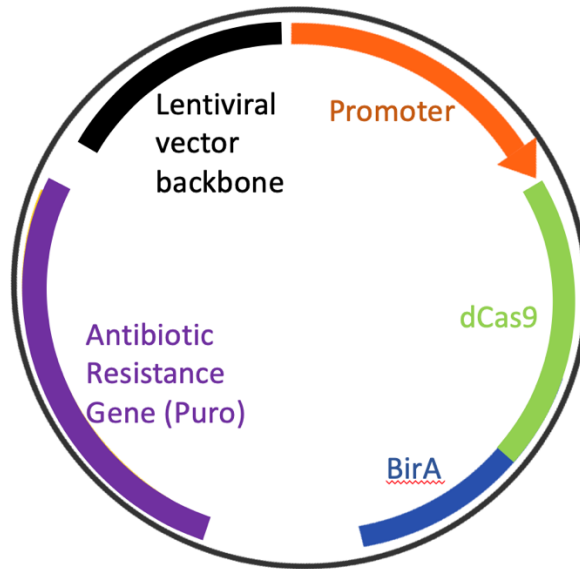 Lentiviral
vector
backbone
Promoter
dCas9
Antibiotic
Resistance
Gene (Puro)
BirA